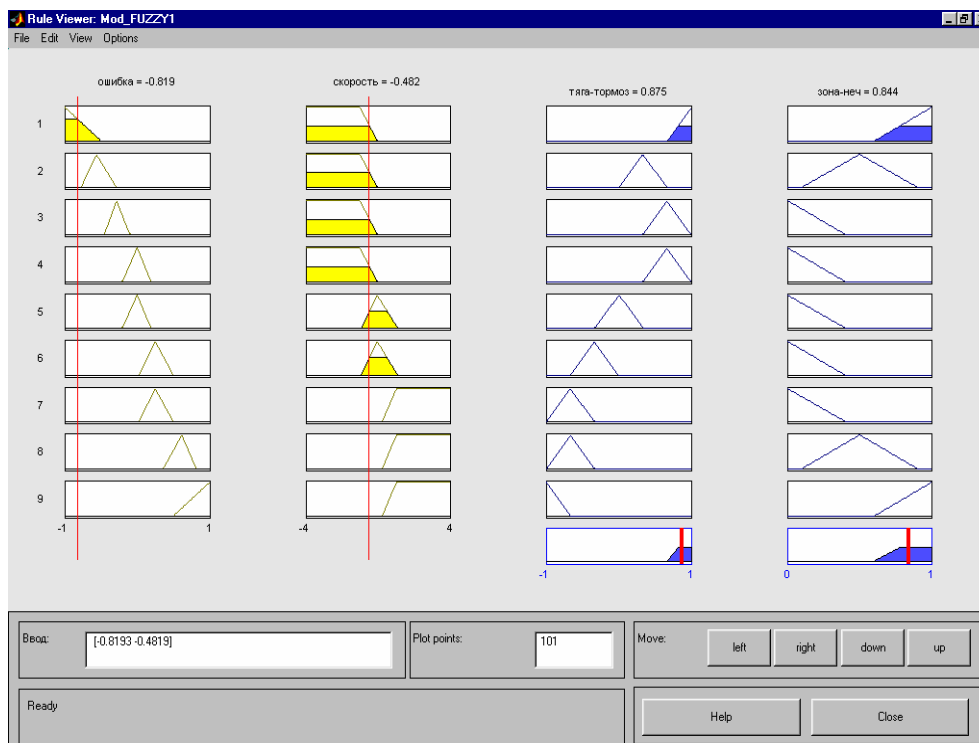 Rule Viewer: Mod_FUZZY1
File Edit View Options
ошибка = -0.819
скорость = -0.482
тяга-тормоз = 0.875
зона-неч = 0.844
1
2
3
4
5
6
7
8
9
-1 1
-4 4
-1 1
0 1
Ввод:
[-0.8193 -0.4819]
Plot points:
101
Move:
left
right
down
up
Ready
Help
Close